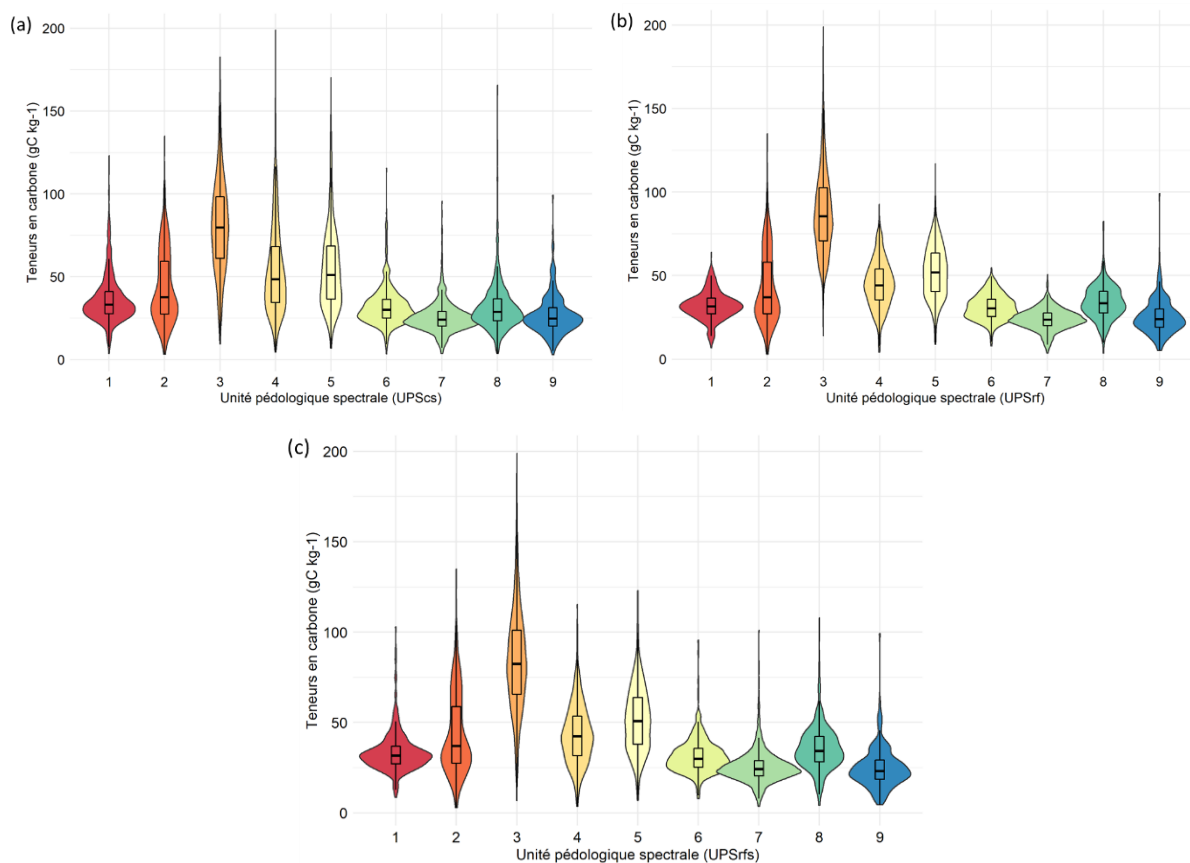 (a)
200
150
100
50
0
Teneurs en carbone (gC kg-1)
1 2 3 4 5 6 7 8 9
Unité pédologique spectrale (UPScs)
(b)
200
150
100
50
0
Teneurs en carbone (gC kg-1)
1 2 3 4 5 6 7 8 9
Unité pédologique spectrale (UPSrf)
(c)
200
150
100
50
0
Teneurs en carbone (gC kg-1)
1 2 3 4 5 6 7 8 9
Unité pédologique spectrale (UPSrfs)